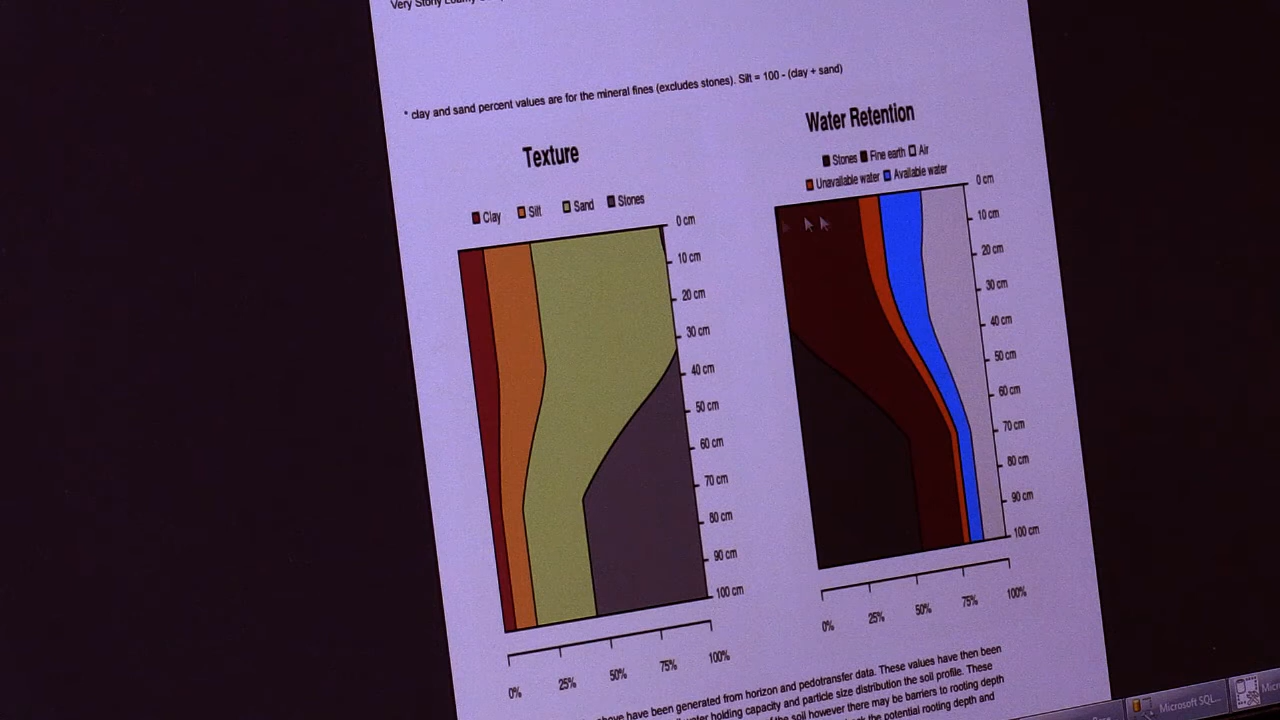 Very Stony
* clay and sand percent values are for the mineral fines (excludes stones). Silt = 100 - (clay + sand)
Texture
Clay Silt Sand Stones
0 cm
10 cm
20 cm
30 cm
40 cm
50 cm
60 cm
70 cm
80 cm
90 cm
100 cm
0% 25% 50% 75% 100%
Water Retention
Stones Fine earth Air
Unavailable water Available water
0 cm
10 cm
20 cm
30 cm
40 cm
50 cm
60 cm
70 cm
80 cm
90 cm
100 cm
0% 25% 50% 75% 100%
have been generated from horizon and pedotransfer data. These values have then been
water holding capacity and particle size distribution the soil profile. These
the soil however there may be barriers to rooting depth
the potential rooting depth and
Microsoft SQL...